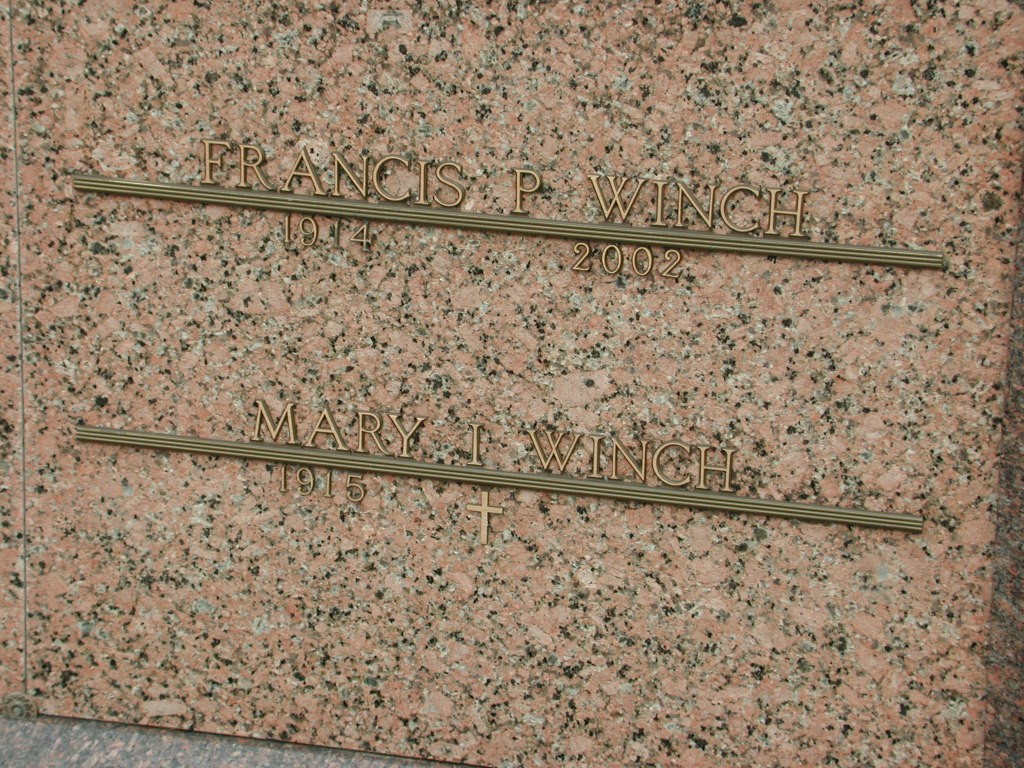 FRANCIS P WINCH
1914 2002
MARY I WINCH
1915